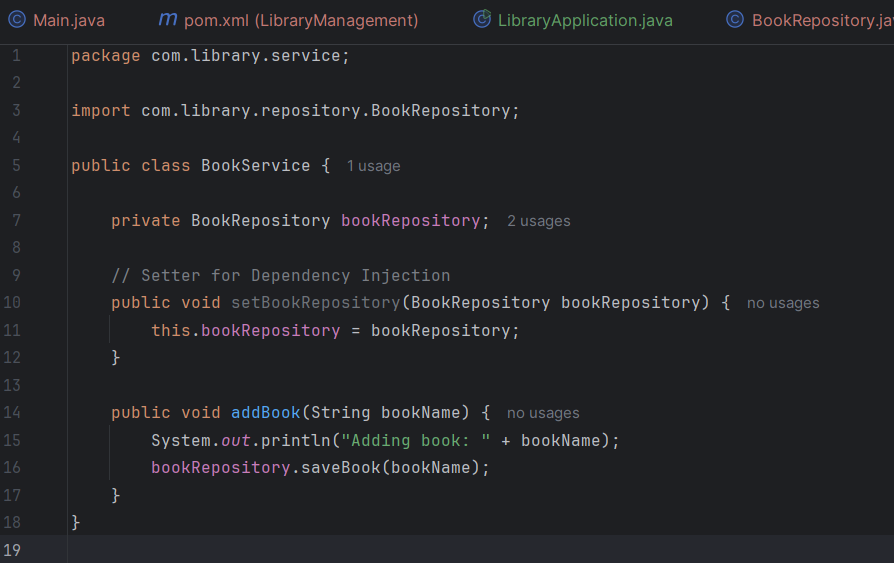 Main.java pom.xml (LibraryManagement) LibraryApplication.java BookRepository.jav
1 package com.library.service;
2
3 import com.library.repository.BookRepository;
4
5 public class BookService { 1 usage
6
7 private BookRepository bookRepository; 2 usages
8
9 // Setter for Dependency Injection
10 public void setBookRepository(BookRepository bookRepository) { no usages
11 this.bookRepository = bookRepository;
12 }
13
14 public void addBook(String bookName) { no usages
15 System.out.println("Adding book: " + bookName);
16 bookRepository.saveBook(bookName);
17 }
18 }
19